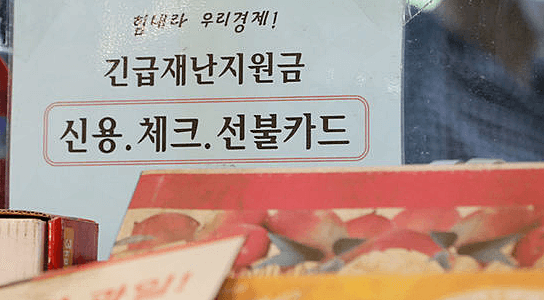 힘내라 우리경제!
긴급재난지원금
신용.체크.선불카드